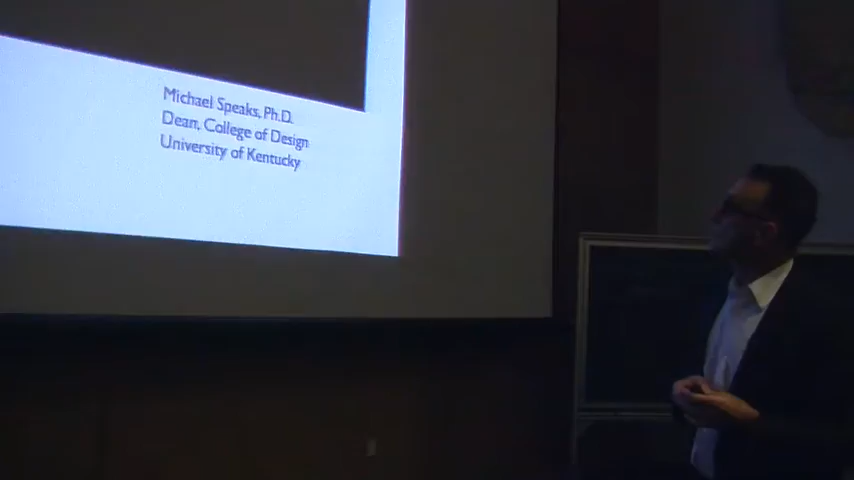 Michael Speaks, Ph.D.
Dean, College of Design
University of Kentucky